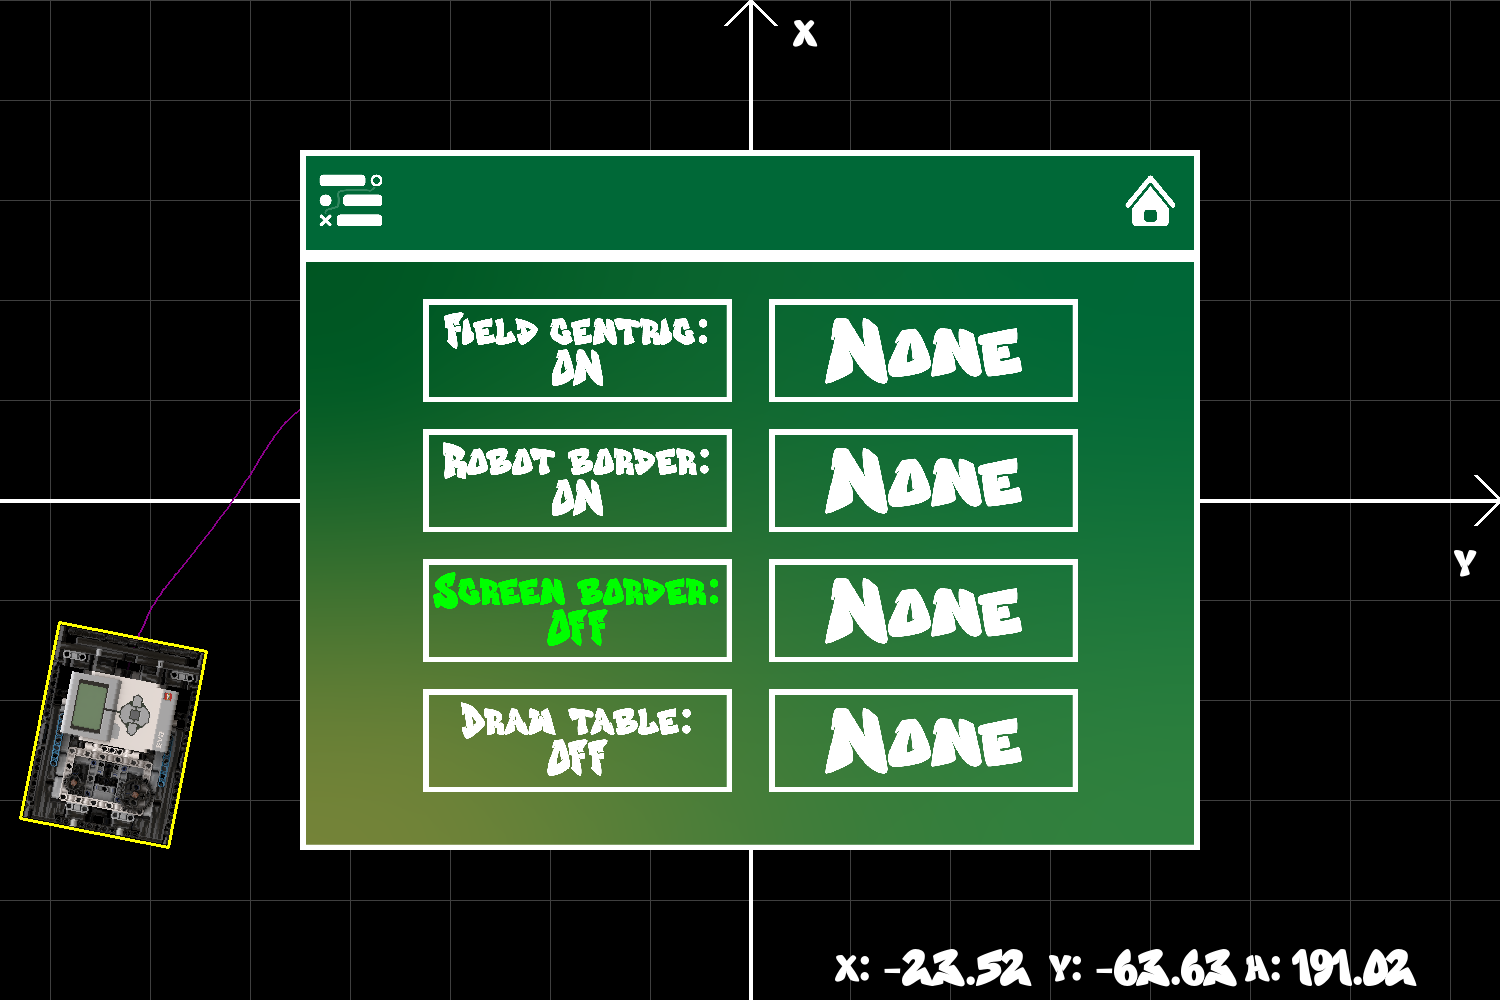 X
Field centric:
ON
None
Robot border:
ON
None
Screen border:
OFF
None
Draw table:
OFF
None
Y
X: -23.52 Y: -63.63 H: 191.02